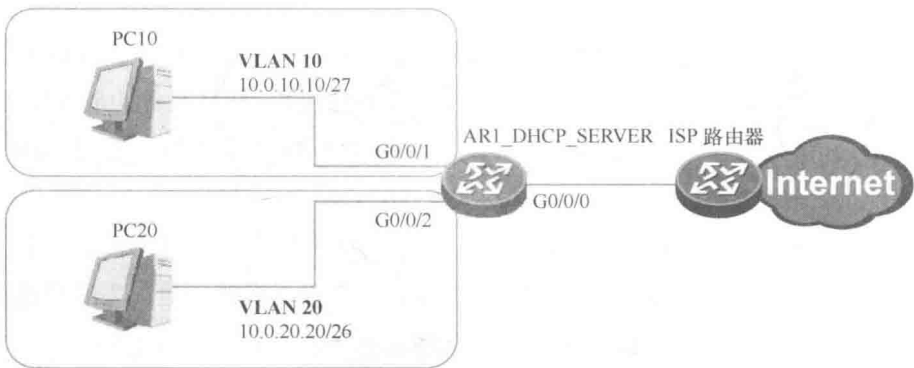 PC10
VLAN 10
10.0.10.10/27
G0/0/1
AR1_DHCP_SERVER ISP 路由器
Internet
G0/0/0
G0/0/2
PC20
VLAN 20
10.0.20.20/26